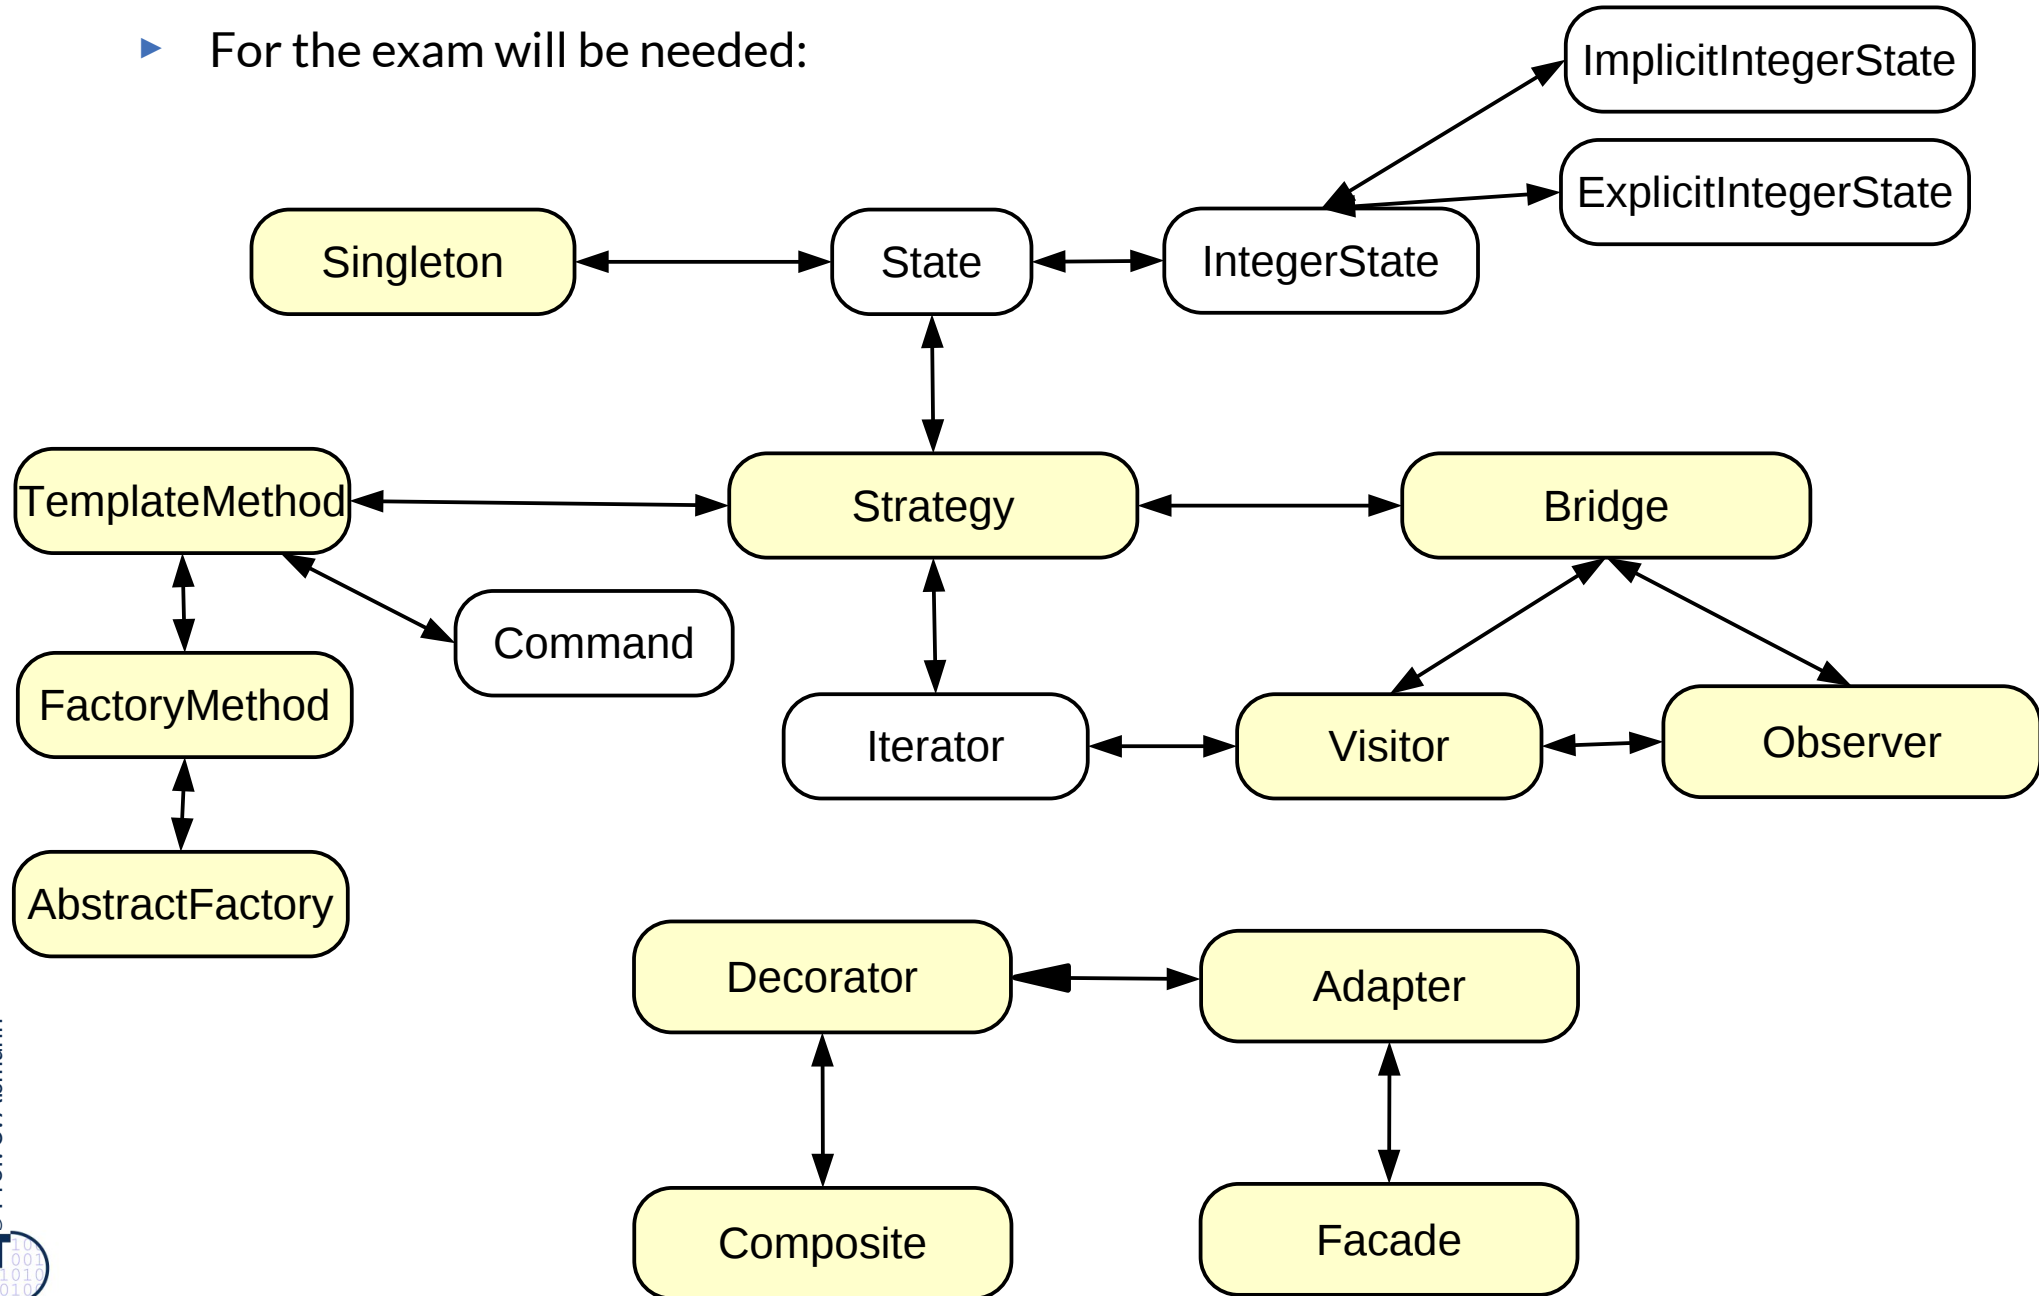 For the exam will be needed:
ImplicitIntegerState
ExplicitIntegerState
Singleton
State
IntegerState
TemplateMethod
Strategy
Bridge
Command
FactoryMethod
Iterator
Visitor
Observer
AbstractFactory
Decorator
Adapter
Composite
Facade